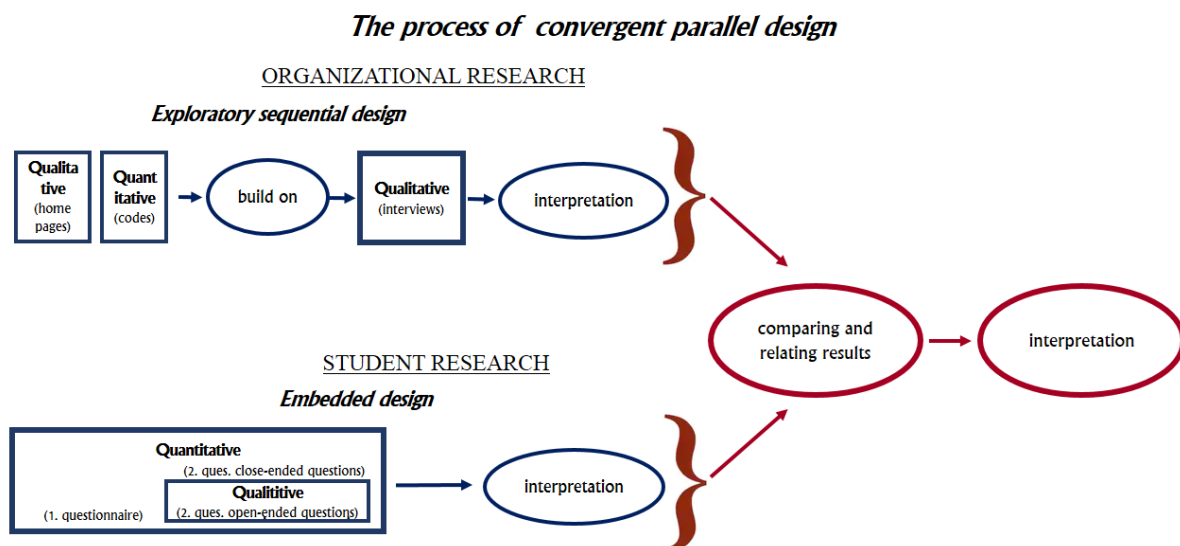 The process of convergent parallel design
ORGANIZATIONAL RESEARCH
Exploratory sequential design
Qualita
tive
(home
pages)
Quant
itative
(codes)
build on
Qualitative
(interviews)
interpretation
comparing and
relating results
interpretation
STUDENT RESEARCH
Embedded design
Quantitative
(2. ques. close-ended questions)
Qualititive
(1. questionnaire)
(2. ques. open-ended questions)
interpretation